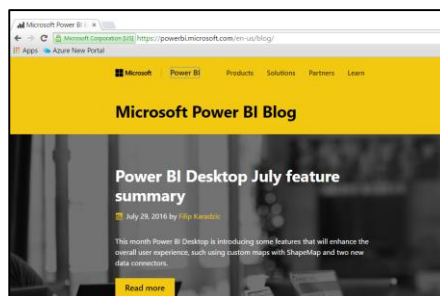 Microsoft Power BI B
Microsoft Corporation [US] https://powerbi.microsoft.com/en-us/blog/
Apps Azure New Portal
Microsoft Power BI Products Solutions Partners Learn
Microsoft Power BI Blog
Power BI Desktop July feature
summary
July 29, 2016 by Filip Karadzic
This month Power BI Desktop is introducing some features that will enhance the
overall user experience, such using custom maps with ShapeMap and two new
data connectors.
Read more